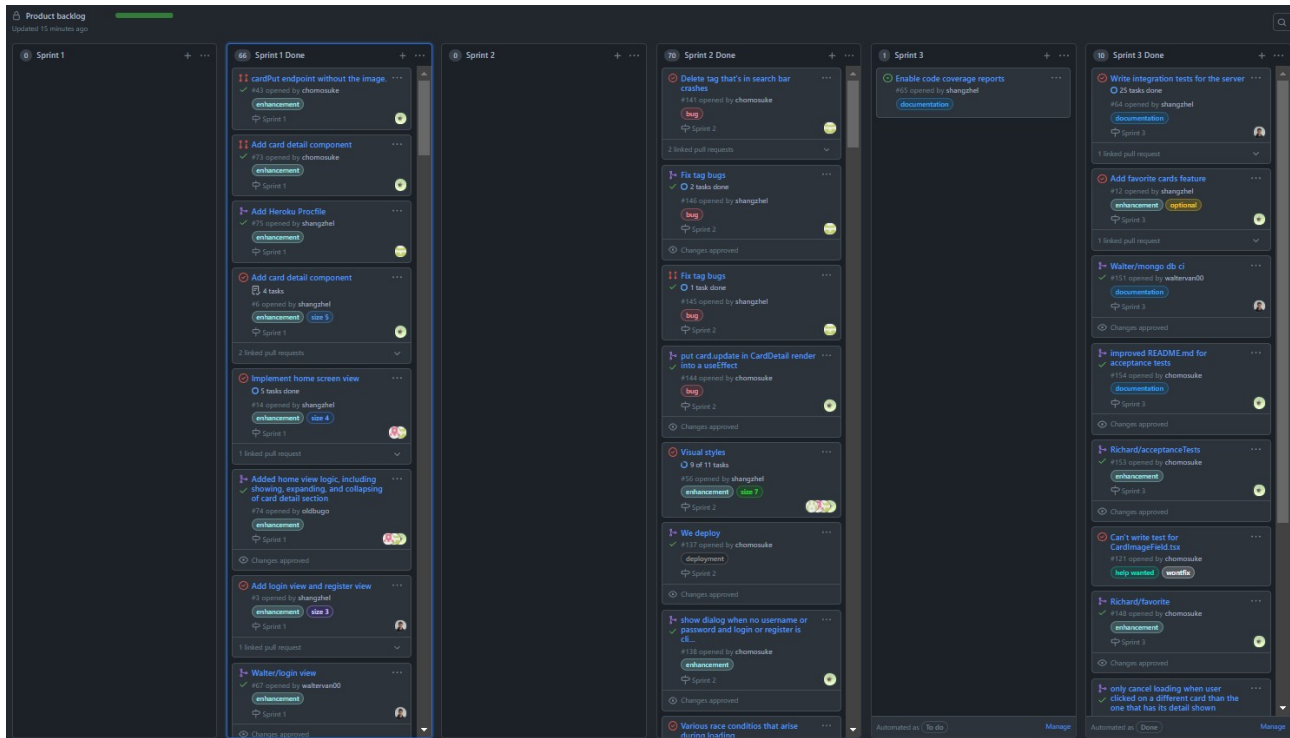 Product backlog
Updated 15 minutes ago
0 Sprint 1
66 Sprint 1 Done
cardPut endpoint without the image.
#43 opened by chomosuke
enhancement
Sprint 1
Add card detail component
#73 opened by chomosuke
enhancement
Sprint 1
Add Heroku Procfile
#75 opened by shangzhel
enhancement
Sprint 1
Add card detail component
4 tasks
#6 opened by shangzhel
enhancement size 5
Sprint 1
2 linked pull requests
Implement home screen view
5 tasks done
#14 opened by shangzhel
enhancement size 4
Sprint 1
1 linked pull request
Added home view logic, including
showing, expanding, and collapsing
of card detail section
#74 opened by oldbugo
enhancement
Sprint 1
Changes approved
Add login view and register view
#3 opened by shangzhel
enhancement size 3
Sprint 1
1 linked pull request
Walter/login view
#67 opened by waltervan00
enhancement
Sprint 1
Changes approved
0 Sprint 2
70 Sprint 2 Done
Delete tag that's in search bar
crashes
#141 opened by chomosuke
bug
Sprint 2
2 linked pull requests
Fix tag bugs
2 tasks done
#146 opened by shangzhel
bug
Sprint 2
Changes approved
Fix tag bugs
1 task done
#145 opened by shangzhel
bug
Sprint 2
put card.update in CardDetail render
into a useEffect
#144 opened by chomosuke
bug
Sprint 2
Changes approved
Visual styles
9 of 11 tasks
#56 opened by shangzhel
enhancement size 7
Sprint 2
We deploy
#137 opened by chomosuke
deployment
Sprint 2
Changes approved
show dialog when no username or
password and login or register is
cli...
#138 opened by chomosuke
enhancement
Sprint 2
Changes approved
Various race conditios that arise
during loading
1 Sprint 3
Enable code coverage reports
#65 opened by shangzhel
documentation
Automated as To do Manage
10 Sprint 3 Done
Write integration tests for the server
25 tasks done
#64 opened by shangzhel
documentation
Sprint 3
1 linked pull request
Add favorite cards feature
#12 opened by shangzhel
enhancement optional
Sprint 3
1 linked pull request
Walter/mongo db ci
#151 opened by waltervan00
documentation
Sprint 3
Changes approved
improved README.md for
acceptance tests
#154 opened by chomosuke
documentation
Sprint 3
Changes approved
Richard/acceptanceTests
#153 opened by chomosuke
enhancement
Sprint 3
Changes approved
Can't write test for
CardImageField.tsx
#121 opened by chomosuke
help wanted wontfix
Richard/favorite
#148 opened by chomosuke
enhancement
Sprint 3
Changes approved
only cancel loading when user
clicked on a different card than the
one that has its detail shown
Automated as Done Manage